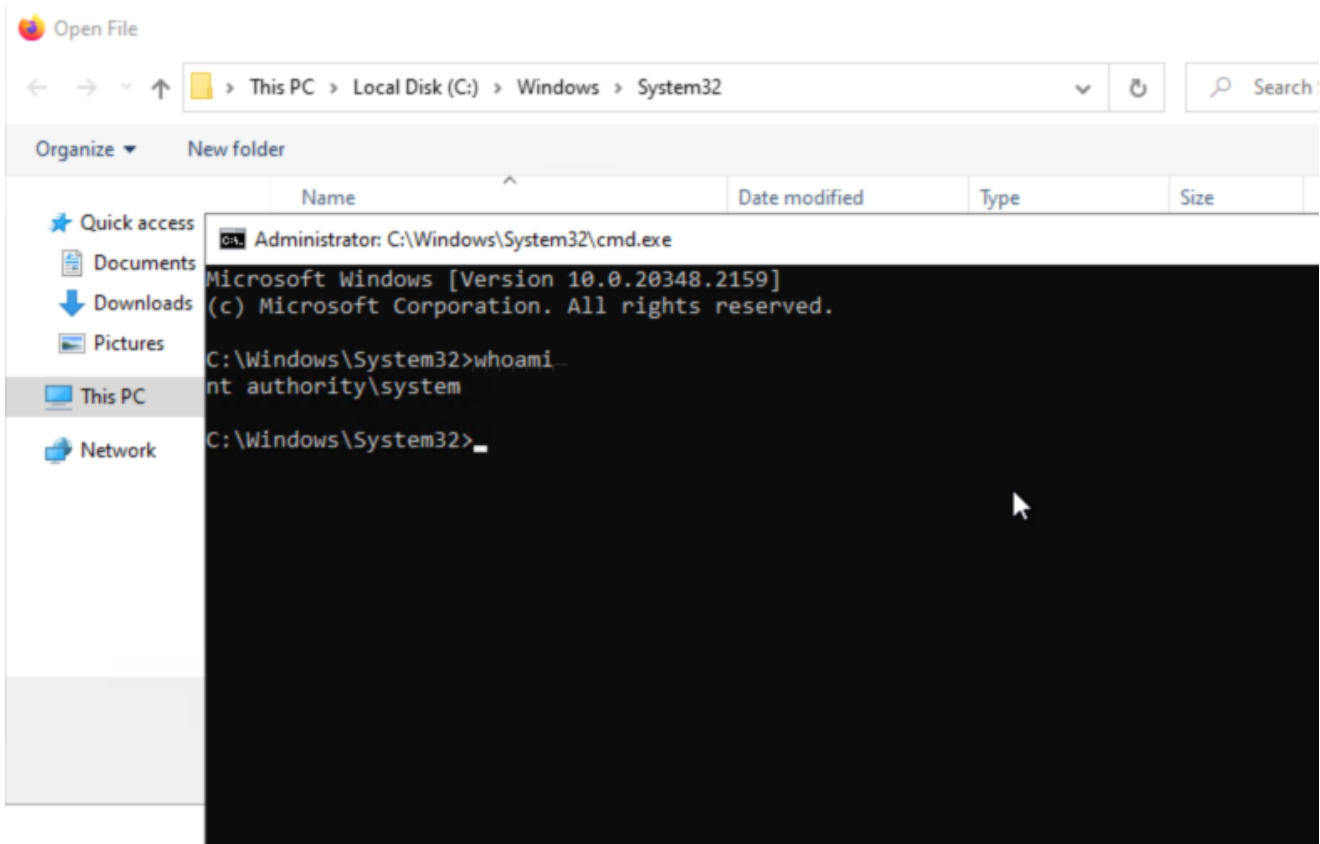 Open File
This PC > Local Disk (C:) > Windows > System32
Search
Organize
New folder
Name
Date modified
Type
Size
Quick access
Documents
Downloads
Pictures
This PC
Network
Administrator: C:\Windows\System32\cmd.exe
Microsoft Windows [Version 10.0.20348.2159]
(c) Microsoft Corporation. All rights reserved.
C:\Windows\System32>whoami
nt authority\system
C:\Windows\System32>